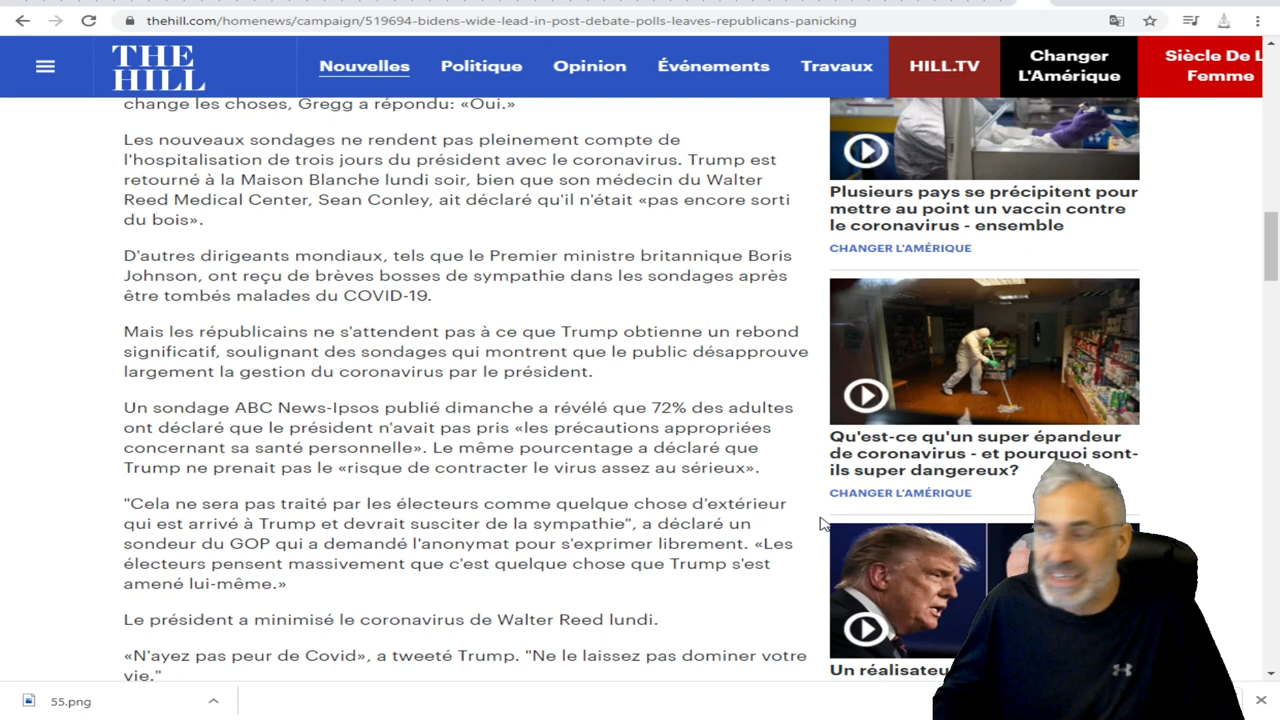 thehill.com/homenews/campaign/519694-bidens-wide-lead-in-post-debate-polls-leaves-republicans-panicking
THE
HILL
Nouvelles
Politique
Opinion
Événements
Travaux
HILL.TV
Changer
L'Amérique
Siècle De L
Femme
change les choses, Gregg a répondu: «Oui.»
Les nouveaux sondages ne rendent pas pleinement compte de
l'hospitalisation de trois jours du président avec le coronavirus. Trump est
retourné à la Maison Blanche lundi soir, bien que son médecin du Walter
Reed Medical Center, Sean Conley, ait déclaré qu'il n'était «pas encore sorti
du bois».
D'autres dirigeants mondiaux, tels que le Premier ministre britannique Boris
Johnson, ont reçu de brèves bosses de sympathie dans les sondages après
être tombés malades du COVID-19.
Mais les républicains ne s'attendent pas à ce que Trump obtienne un rebond
significatif, soulignant des sondages qui montrent que le public désapprouve
largement la gestion du coronavirus par le président.
Un sondage ABC News-Ipsos publié dimanche a révélé que 72% des adultes
ont déclaré que le président n'avait pas pris «les précautions appropriées
concernant sa santé personnelle». Le même pourcentage a déclaré que
Trump ne prenait pas le «risque de contracter le virus assez au sérieux».
"Cela ne sera pas traité par les électeurs comme quelque chose d'extérieur
qui est arrivé à Trump et devrait susciter de la sympathie", a déclaré un
sondeur du GOP qui a demandé l'anonymat pour s'exprimer librement. «Les
électeurs pensent massivement que c'est quelque chose que Trump s'est
amené lui-même.»
Le président a minimisé le coronavirus de Walter Reed lundi.
«N'ayez pas peur de Covid», a tweeté Trump. "Ne le laissez pas dominer votre
vie."
Plusieurs pays se précipitent pour
mettre au point un vaccin contre
le coronavirus - ensemble
CHANGER L'AMÉRIQUE
Qu'est-ce qu'un super épandeur
de coronavirus - et pourquoi sont-
ils super dangereux?
CHANGER L'AMÉRIQUE
Un réalisateu
55.png